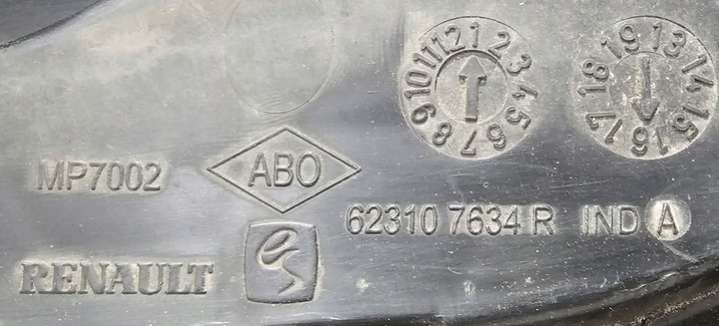 1 2 3 4 5 6 7 8 9 10 11 12
13 14 15 16 17 18 19
MP7002
ABO
62310 7634 R IND A
RENAULT